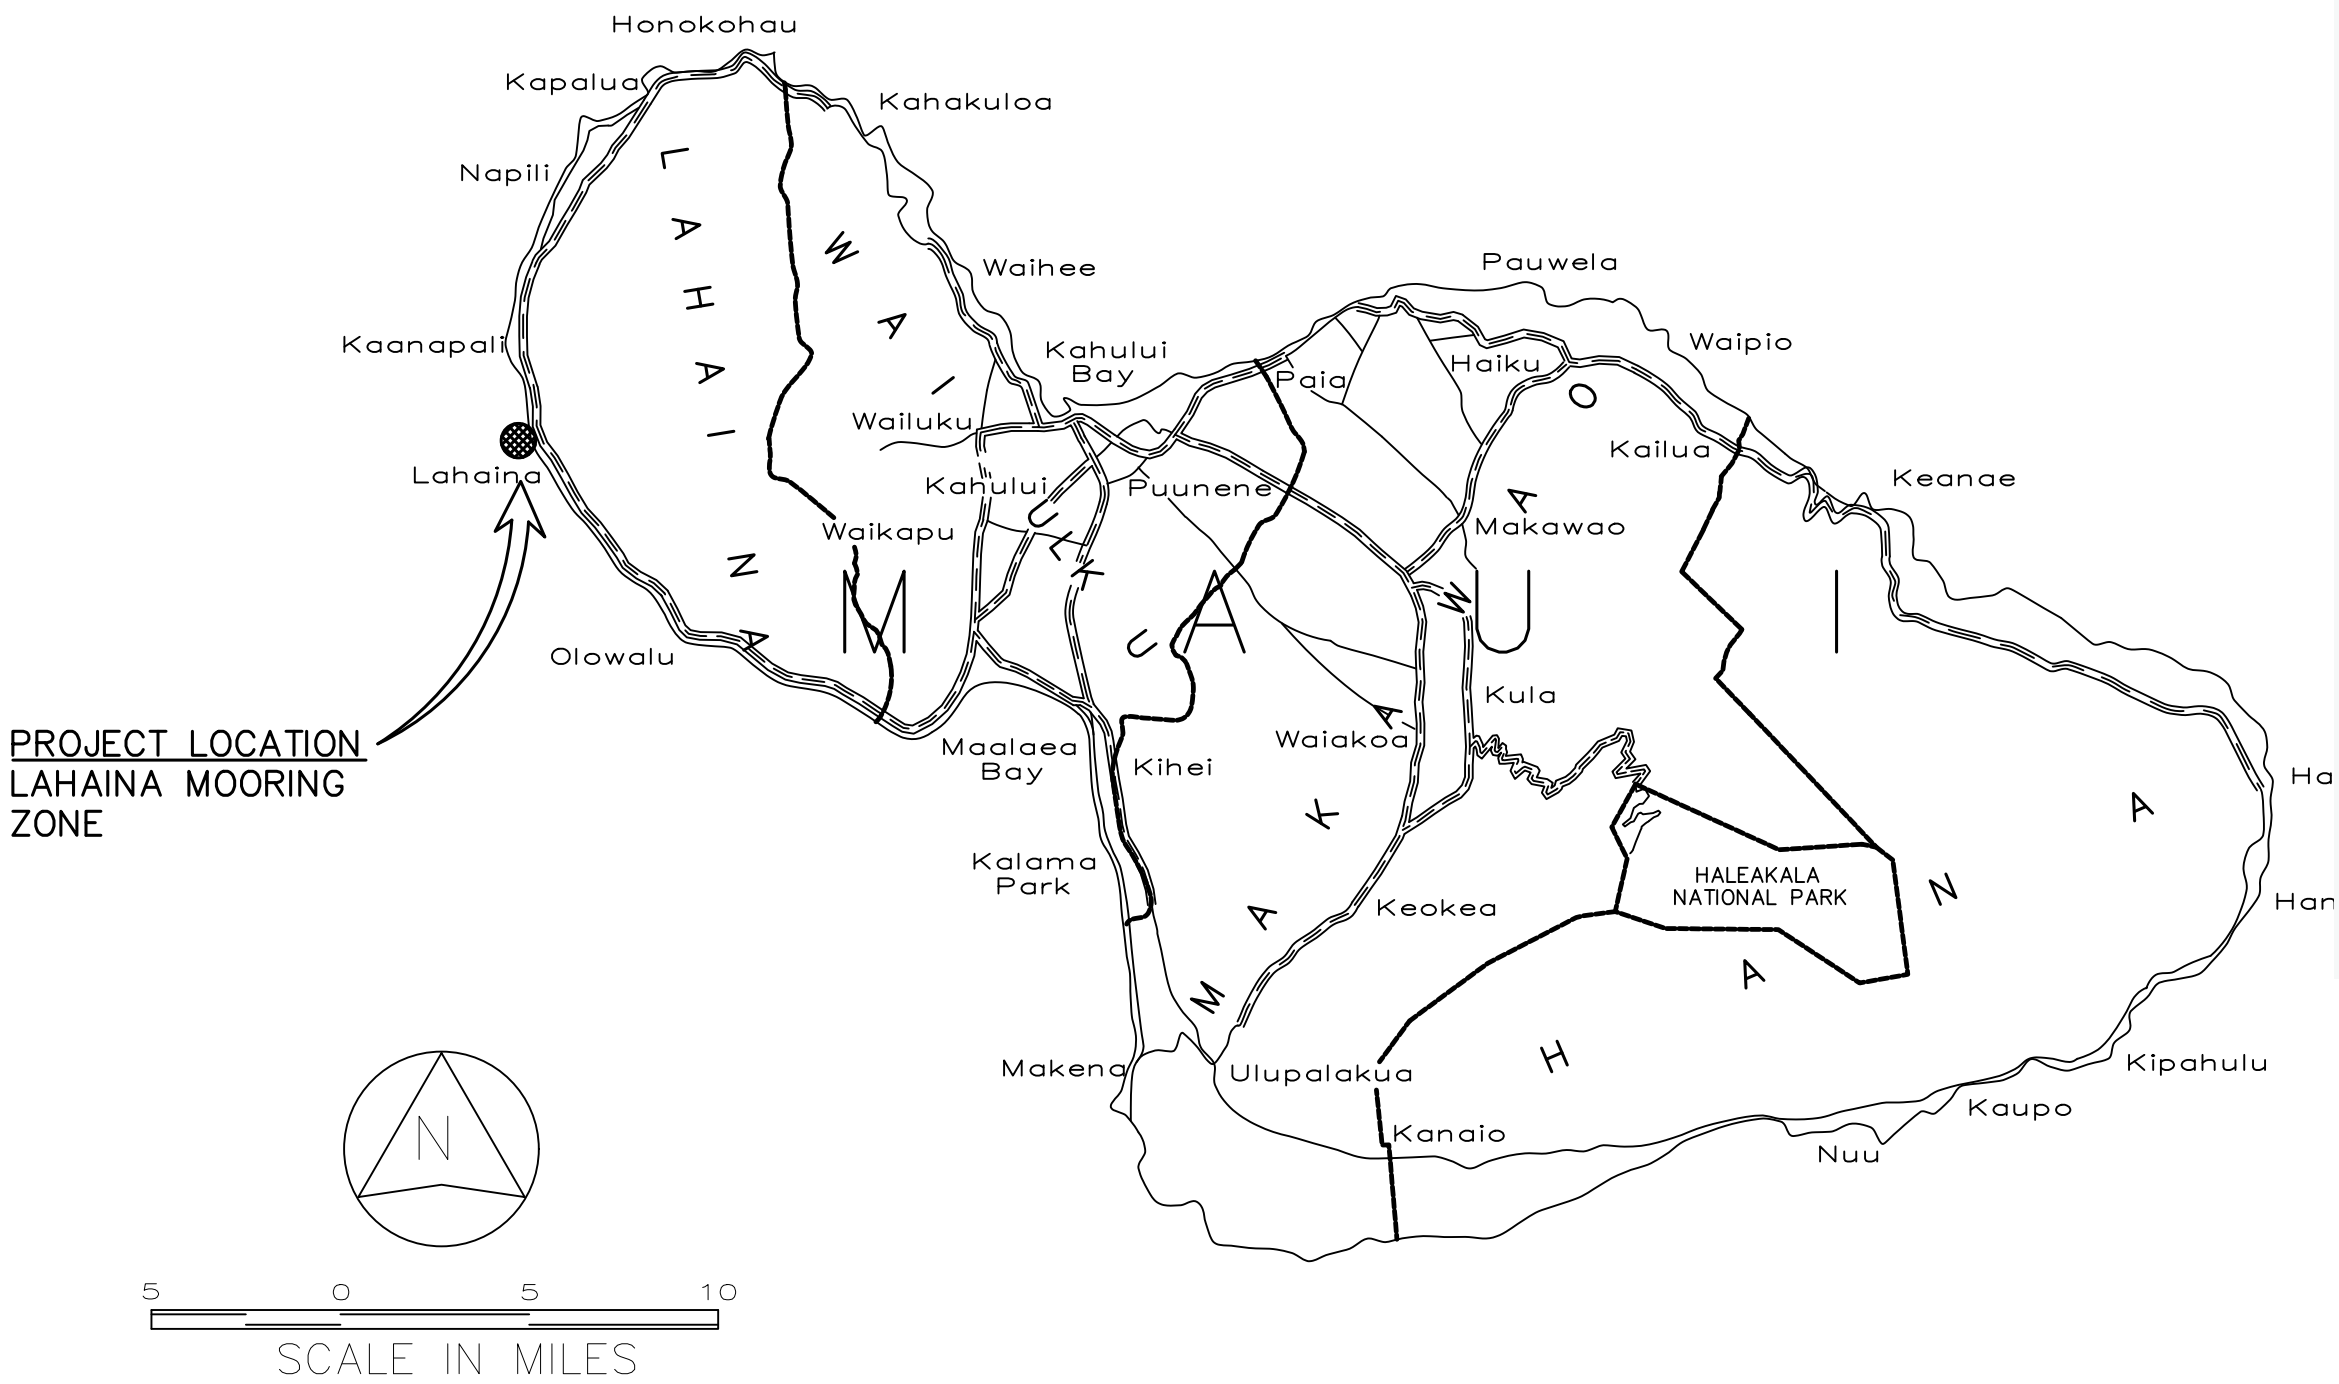 Honokohau
Kapalua
Kahakuloa
Napili
LAHAINA
WAILUKU
Waihee
Pauwela
Kaanapali
Kahului
Bay
Waipio
Haiku
Paia
Wailuku
Kailua
Lahaina
Kahului
Puunene
Keanae
Waikapu
Makawao
MAUI
Olowalu
Kula
PROJECT LOCATION
LAHAINA MOORING
ZONE
Maalaea
Bay
Kihei
Waiakoa
Ha
MAKAWAO
Kalama
Park
HALEAKALA
NATIONAL PARK
Keokea
Han
HANA
Makena
Ulupalakua
Kipahulu
Kaupo
Kanaio
Nuu
N
5 0 5 10
SCALE IN MILES